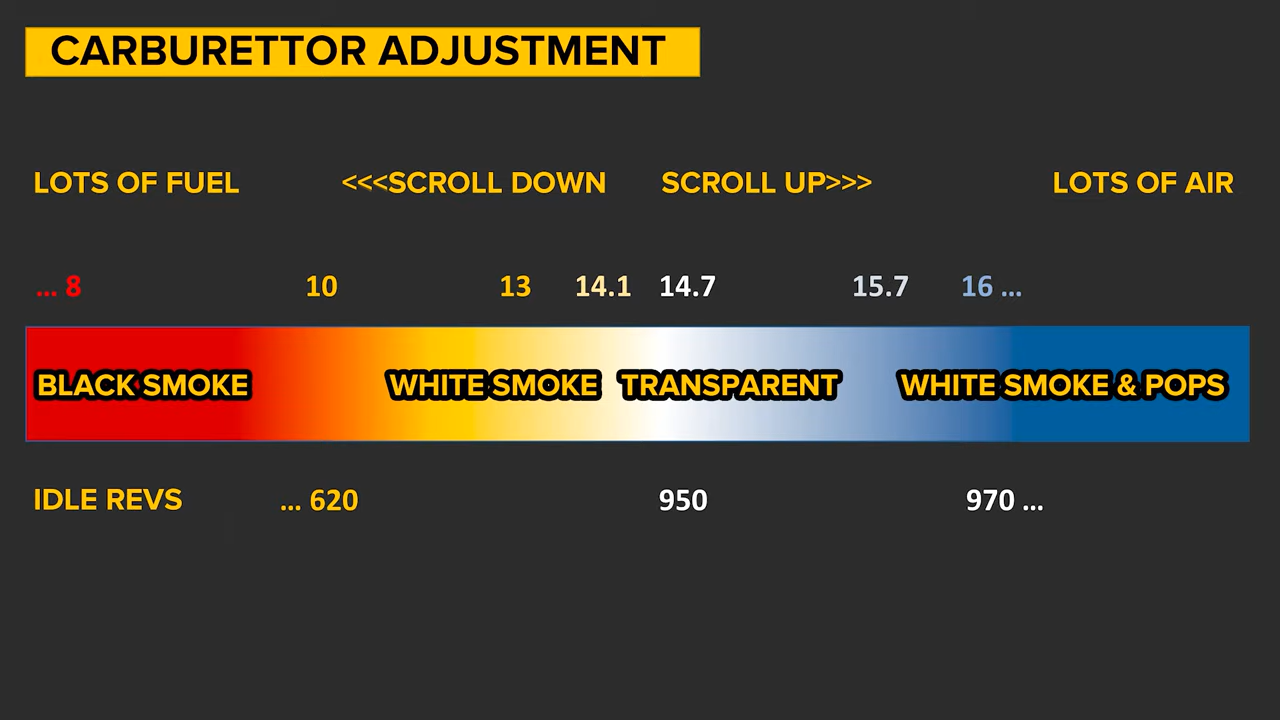 CARBURETTOR ADJUSTMENT
LOTS OF FUEL <<<SCROLL DOWN SCROLL UP>>> LOTS OF AIR
... 8 10 13 14.1 14.7 15.7 16 ...
BLACK SMOKE WHITE SMOKE TRANSPARENT WHITE SMOKE & POPS
IDLE REVS ... 620 950 970 ...